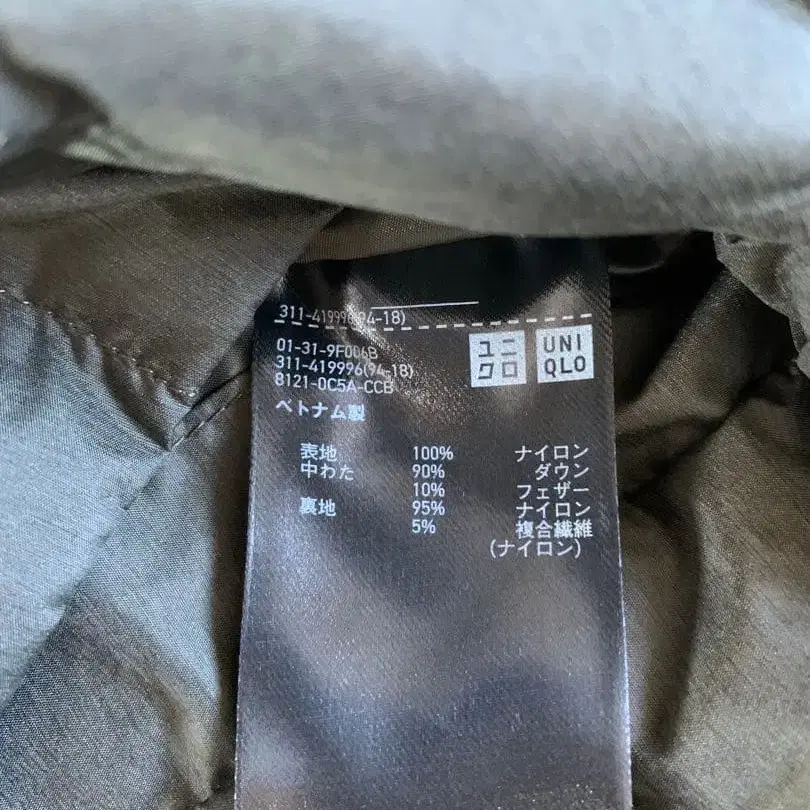 311-419996(94-18)
01-31-9F006B
311-419996(94-18)
8121-0C5A-CCB
ユニ
クロ
UNI
QLO
ベトナム製
表地 100% ナイロン
中わた 90% ダウン
10% フェザー
裏地 95% ナイロン
5% 複合繊維
(ナイロン)